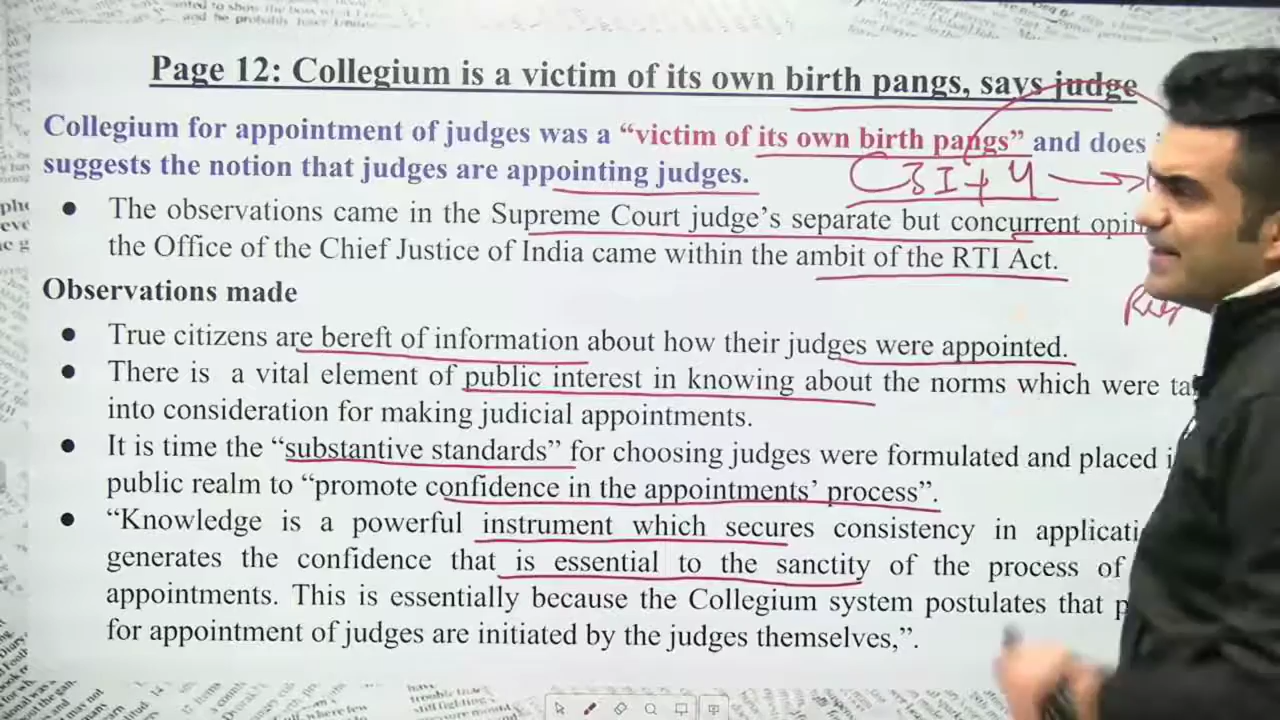 Page 12: Collegium is a victim of its own birth pangs, says judge
Collegium for appointment of judges was a “victim of its own birth pangs” and does
suggests the notion that judges are appointing judges.
CJI + 4
● The observations came in the Supreme Court judge’s separate but concurrent
the Office of the Chief Justice of India came within the ambit of the RTI Act.
Observations made
● True citizens are bereft of information about how their judges were appointed.
● There is a vital element of public interest in knowing about the norms which were
into consideration for making judicial appointments.
● It is time the “substantive standards” for choosing judges were formulated and placed
public realm to “promote confidence in the appointments’ process”.
● “Knowledge is a powerful instrument which secures consistency in
generates the confidence that is essential to the sanctity of the process of
appointments. This is essentially because the Collegium system postulates that
for appointment of judges are initiated by the judges themselves,”.